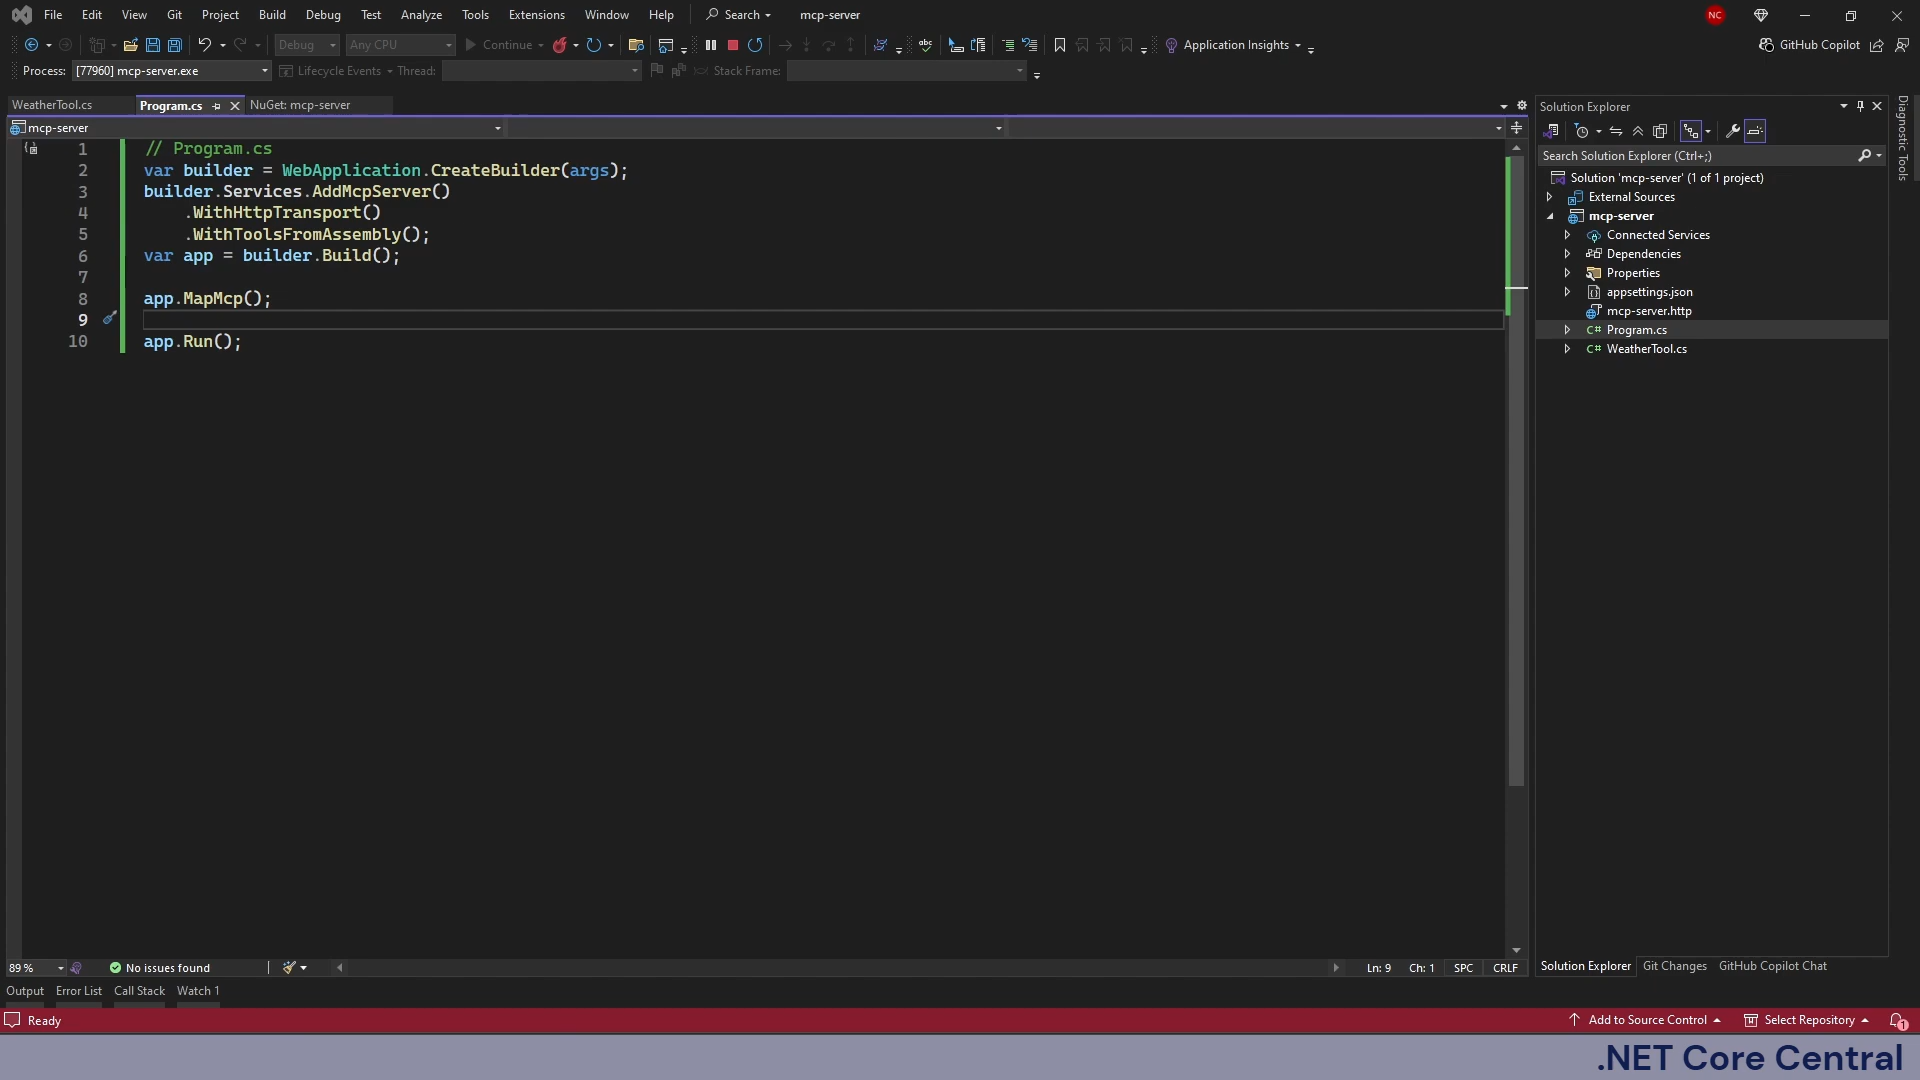 File Edit View Git Project Build Debug Test Analyze Tools Extensions Window Help Search mcp-server NC
Debug Any CPU Continue Application Insights GitHub Copilot
Process: [77960] mcp-server.exe Lifecycle Events Thread: Stack Frame:
WeatherTool.cs Program.cs NuGet: mcp-server
mcp-server
1 // Program.cs
2 var builder = WebApplication.CreateBuilder(args);
3 builder.Services.AddMcpServer()
4 .WithHttpTransport()
5 .WithToolsFromAssembly();
6 var app = builder.Build();
7
8 app.MapMcp();
9
10 app.Run();
Solution Explorer
Search Solution Explorer (Ctrl+;)
Solution 'mcp-server' (1 of 1 project)
External Sources
mcp-server
Connected Services
Dependencies
Properties
appsettings.json
mcp-server.http
C# Program.cs
C# WeatherTool.cs
Diagnostic Tools
89 % No issues found Ln: 9 Ch: 1 SPC CRLF
Solution Explorer Git Changes GitHub Copilot Chat
Output Error List Call Stack Watch 1
Ready Add to Source Control Select Repository 1
.NET Core Central